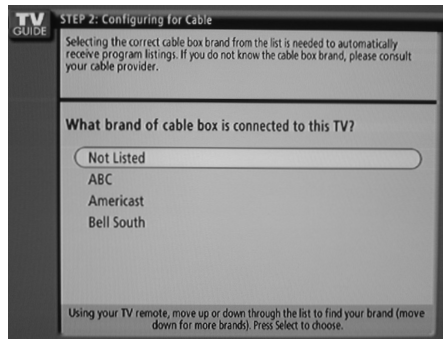 TV
GUIDE
STEP 2: Configuring for Cable
Selecting the correct cable box brand from the list is needed to automatically
receive program listings. If you do not know the cable box brand, please consult
your cable provider.
What brand of cable box is connected to this TV?
Not Listed
ABC
Americast
Bell South
Using your TV remote, move up or down through the list to find your brand (move
down for more brands). Press Select to choose.